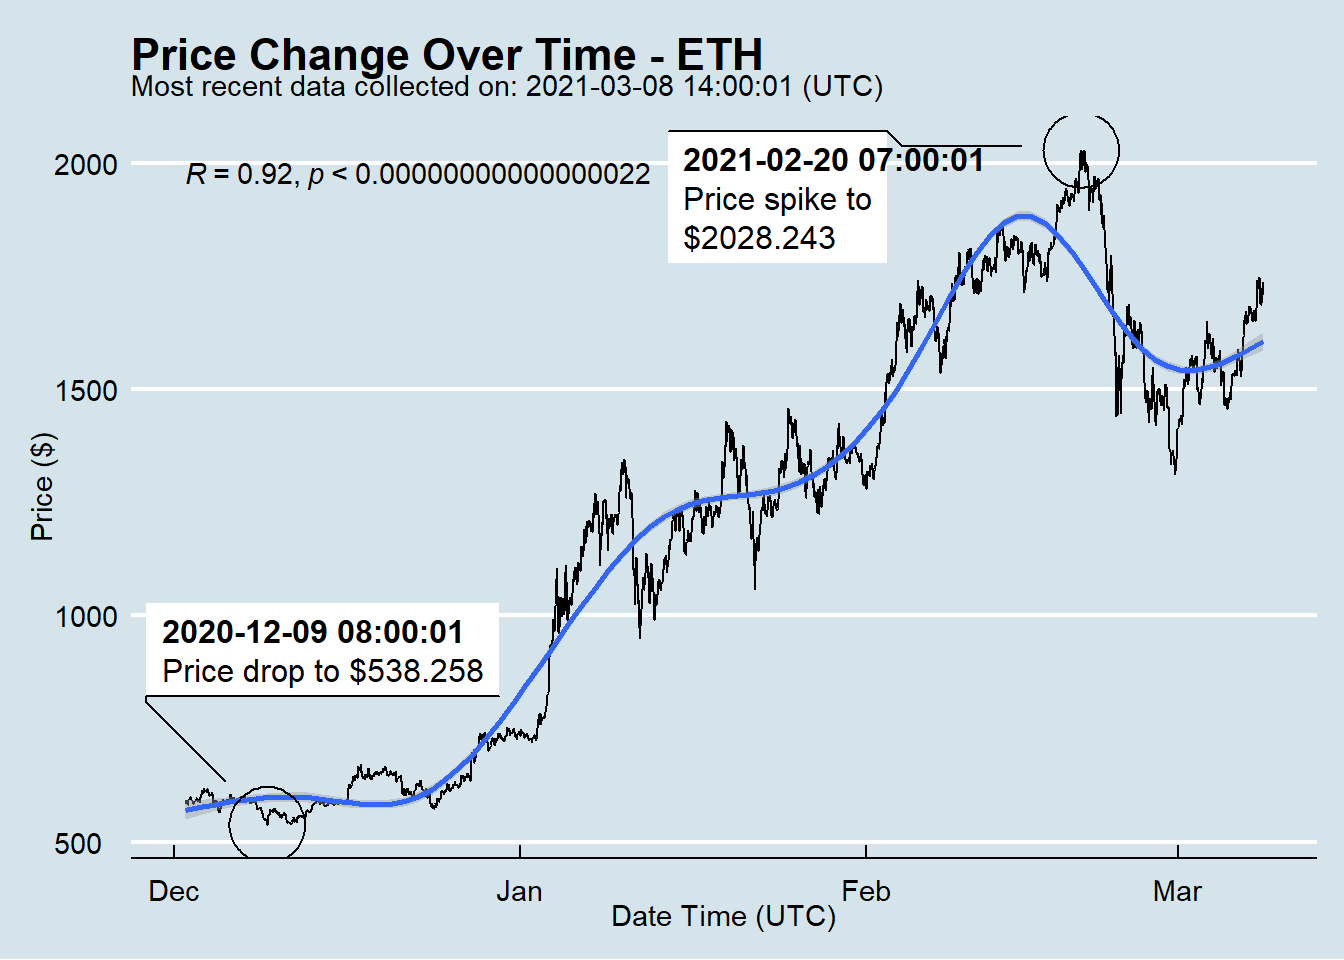 Price Change Over Time - ETH
Most recent data collected on: 2021-03-08 14:00:01 (UTC)
R = 0.92, p < 0.00000000000000022
2021-02-20 07:00:01
Price spike to
$2028.243
2000
1500
1000
500
Price ($)
2020-12-09 08:00:01
Price drop to $538.258
Dec
Jan
Feb
Mar
Date Time (UTC)